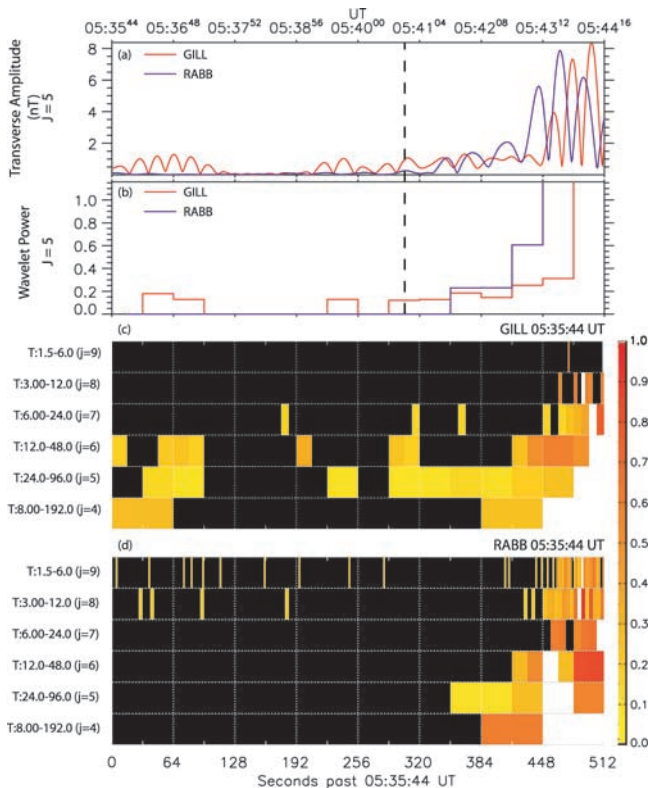 UT
05:35⁴⁴ 05:36⁴⁸ 05:37⁵² 05:38⁵⁶ 05:40⁰⁰ 05:41⁰⁴ 05:42⁰⁸ 05:43¹² 05:44¹⁶
Transverse Amplitude
(nT)
J = 5
8
6
4
2
(a)
GILL
RABB
Wavelet Power
J = 5
1.0
0.8
0.6
0.4
0.2
0.0
(b)
GILL
RABB
(c)
GILL 05:35:44 UT
T:1.5-6.0 (j=9)
T:3.00-12.0 (j=8)
T:6.00-24.0 (j=7)
T:12.0-48.0 (j=6)
T:24.0-96.0 (j=5)
T:8.00-192.0 (j=4)
(d)
RABB 05:35:44 UT
T:1.5-6.0 (j=9)
T:3.00-12.0 (j=8)
T:6.00-24.0 (j=7)
T:12.0-48.0 (j=6)
T:24.0-96.0 (j=5)
T:8.00-192.0 (j=4)
1.0
0.9
0.8
0.7
0.6
0.5
0.4
0.3
0.2
0.1
0.0
0 64 128 192 256 320 384 448 512
Seconds past 05:35:44 UT